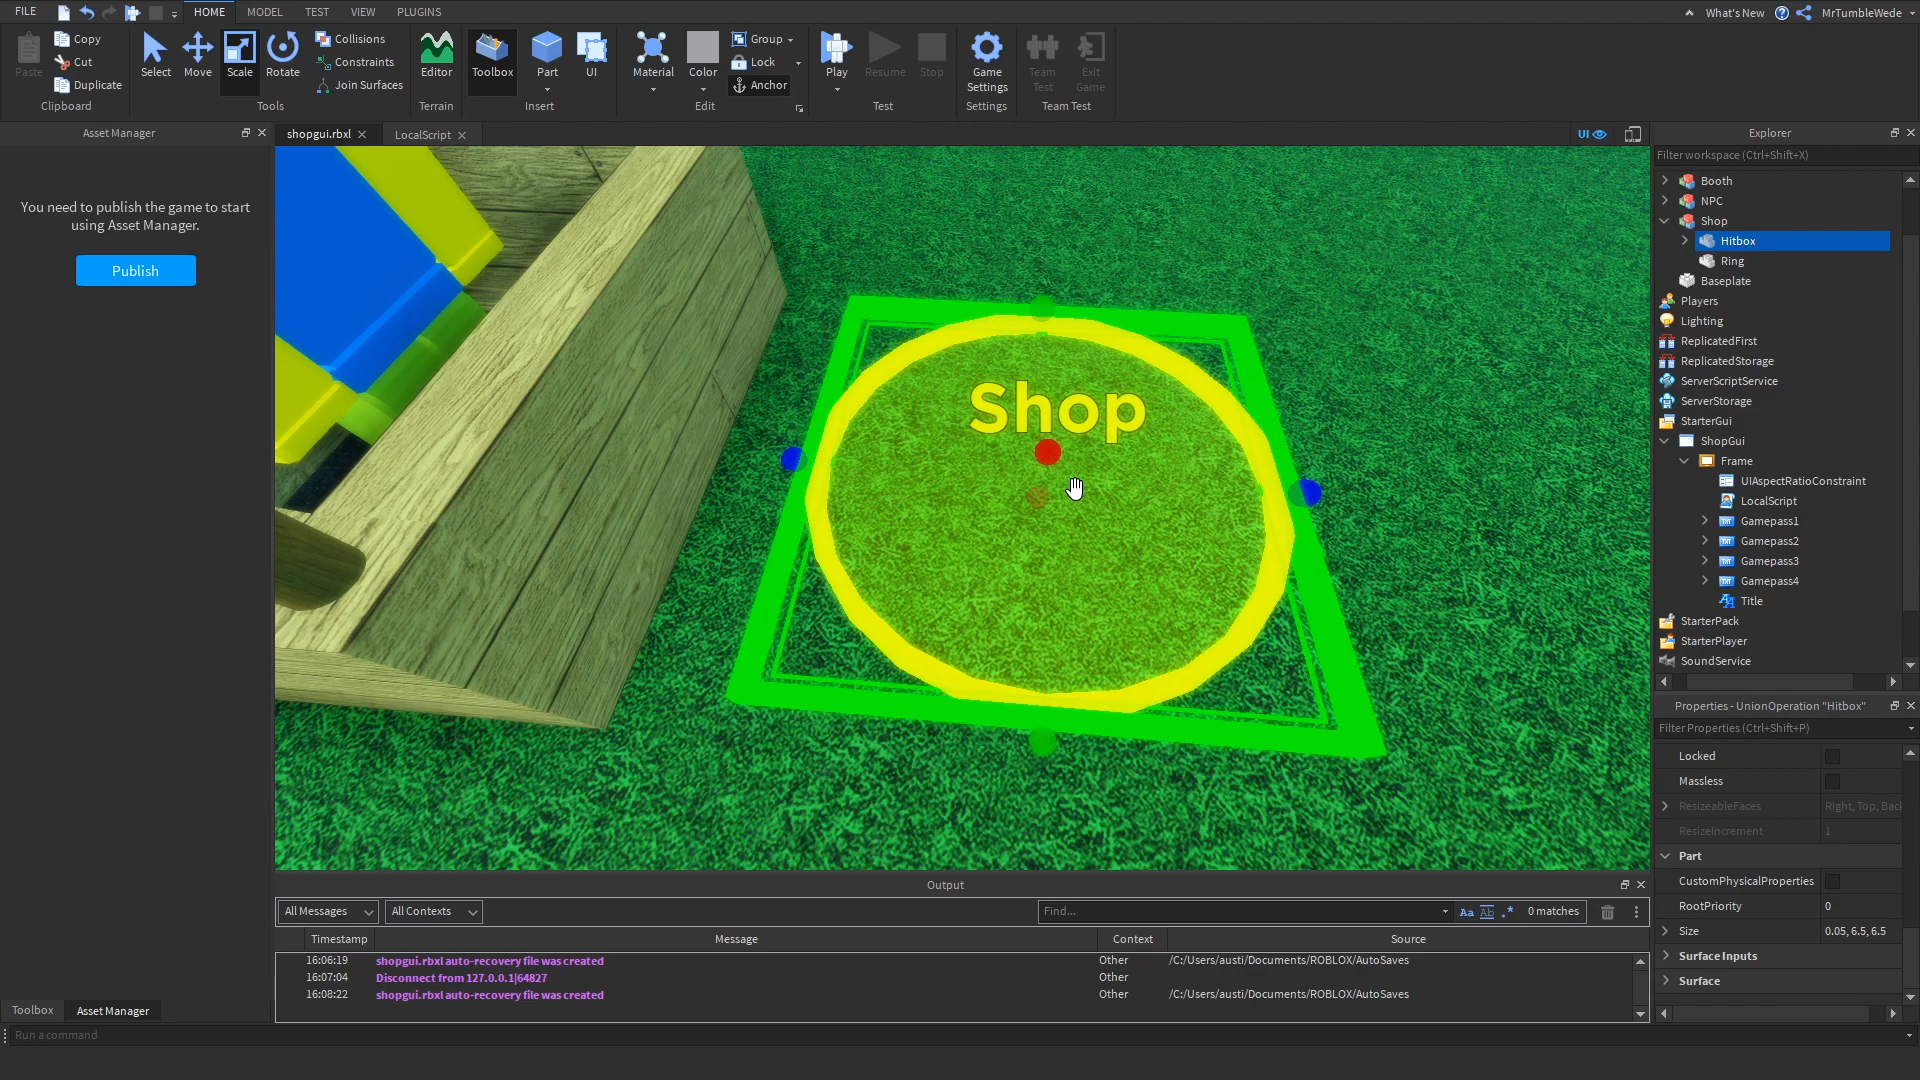 FILE
HOME
MODEL
TEST
VIEW
PLUGINS
What's New
MrTumbleWede
Paste
Copy
Cut
Duplicate
Clipboard
Select
Move
Scale
Rotate
Collisions
Constraints
Join Surfaces
Tools
Editor
Terrain
Toolbox
Part
UI
Insert
Material
Color
Group
Lock
Anchor
Edit
Play
Resume
Stop
Test
Game
Settings
Settings
Team
Test
Exit
Game
Team Test
Asset Manager
You need to publish the game to start
using Asset Manager.
Publish
Toolbox
Asset Manager
shopgui.rbxl
LocalScript
UI
Shop
Explorer
Filter workspace (Ctrl+Shift+X)
Booth
NPC
Shop
Hitbox
Ring
Baseplate
Players
Lighting
ReplicatedFirst
ReplicatedStorage
ServerScriptService
ServerStorage
StarterGui
ShopGui
Frame
UIAspectRatioConstraint
LocalScript
TXT Gamepass1
TXT Gamepass2
TXT Gamepass3
TXT Gamepass4
Title
StarterPack
StarterPlayer
SoundService
Properties - UnionOperation "Hitbox"
Filter Properties (Ctrl+Shift+P)
Locked
Massless
ResizeableFaces Right, Top, Bac
ResizeIncrement 1
Part
CustomPhysicalProperties
RootPriority 0
Size 0.05, 6.5, 6.5
Surface Inputs
Surface
Output
All Messages
All Contexts
Find...
Aa Ab .* 0 matches
Timestamp Message Context Source
16:06:19 shopgui.rbxl auto-recovery file was created Other /C:/Users/austi/Documents/ROBLOX/AutoSaves
16:07:04 Disconnect from 127.0.0.1|64827 Other
16:08:22 shopgui.rbxl auto-recovery file was created Other /C:/Users/austi/Documents/ROBLOX/AutoSaves
Run a command